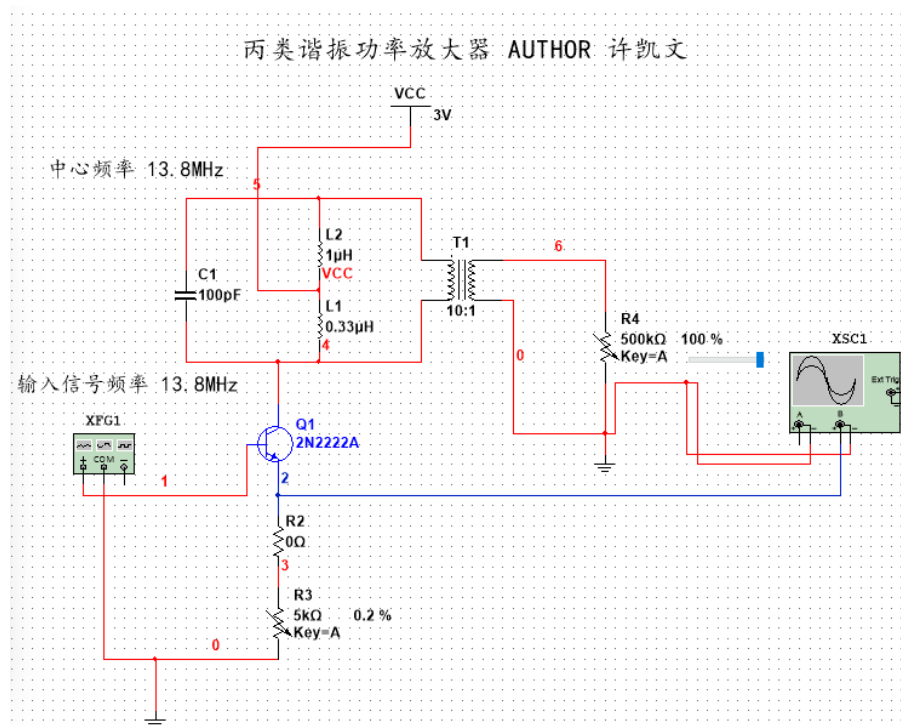 丙类谐振功率放大器 AUTHOR 许凯文
VCC
3V
中心频率 13.8MHz
5
L2
1µH
VCC
T1
6
C1
100pF
L1
0.33µH
10:1
4
R4
500kΩ 100 %
Key=A
0
XSC1
Ext Trig
A
B
输入信号频率 13.8MHz
XFG1
COM
Q1
2N2222A
1
2
R2
0Ω
3
R3
5kΩ 0.2 %
Key=A
0